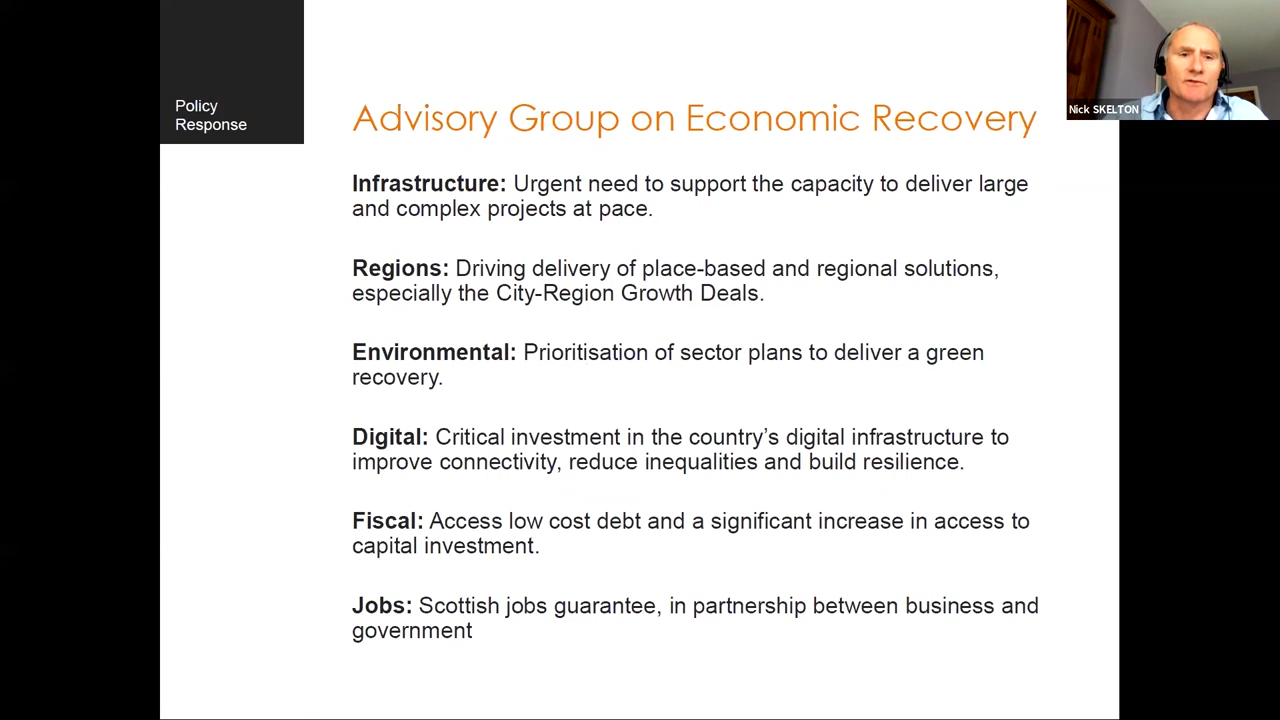 Policy
Response
Advisory Group on Economic Recovery
Nick SKELTON
Infrastructure: Urgent need to support the capacity to deliver large
and complex projects at pace.
Regions: Driving delivery of place-based and regional solutions,
especially the City-Region Growth Deals.
Environmental: Prioritisation of sector plans to deliver a green
recovery.
Digital: Critical investment in the country’s digital infrastructure to
improve connectivity, reduce inequalities and build resilience.
Fiscal: Access low cost debt and a significant increase in access to
capital investment.
Jobs: Scottish jobs guarantee, in partnership between business and
government